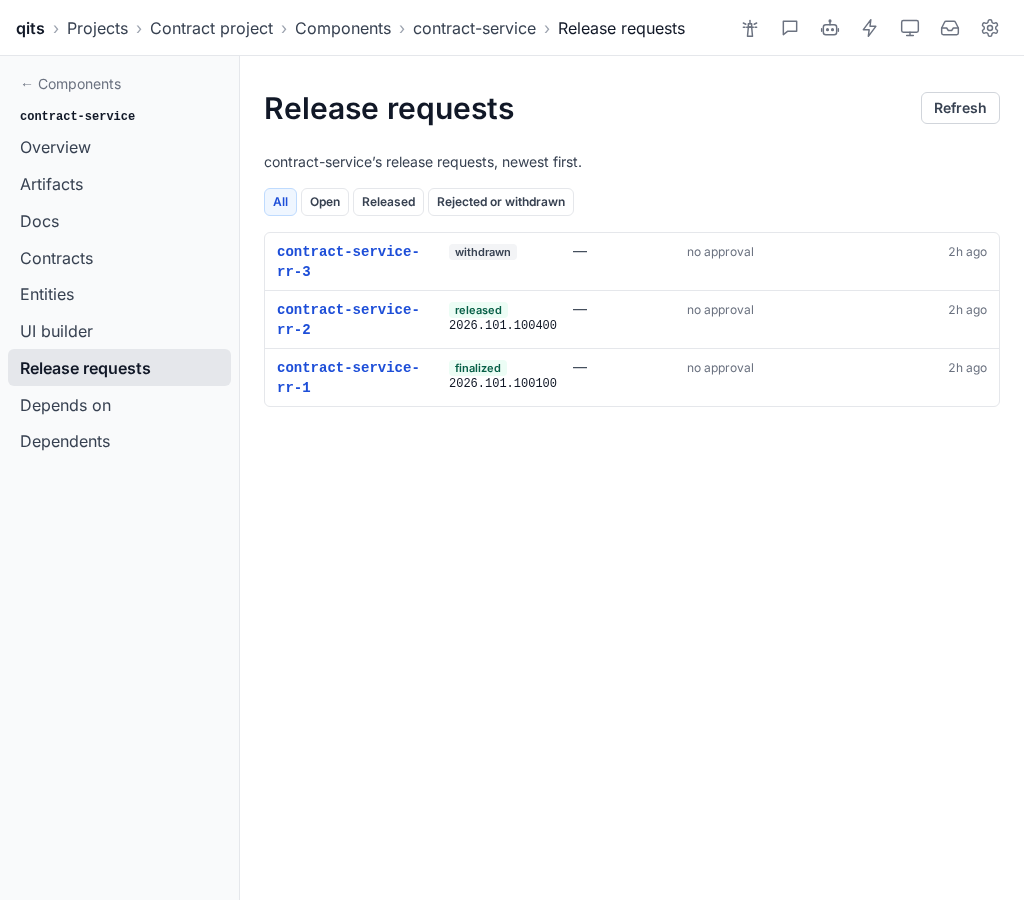 qits › Projects › Contract project › Components › contract-service › Release requests
← Components
contract-service
Overview
Artifacts
Docs
Contracts
Entities
UI builder
Release requests
Depends on
Dependents
Release requests
Refresh
contract-service’s release requests, newest first.
All Open Released Rejected or withdrawn
contract-service-rr-3 withdrawn — no approval 2h ago
contract-service-rr-2 released 2026.101.100400 — no approval 2h ago
contract-service-rr-1 finalized 2026.101.100100 — no approval 2h ago